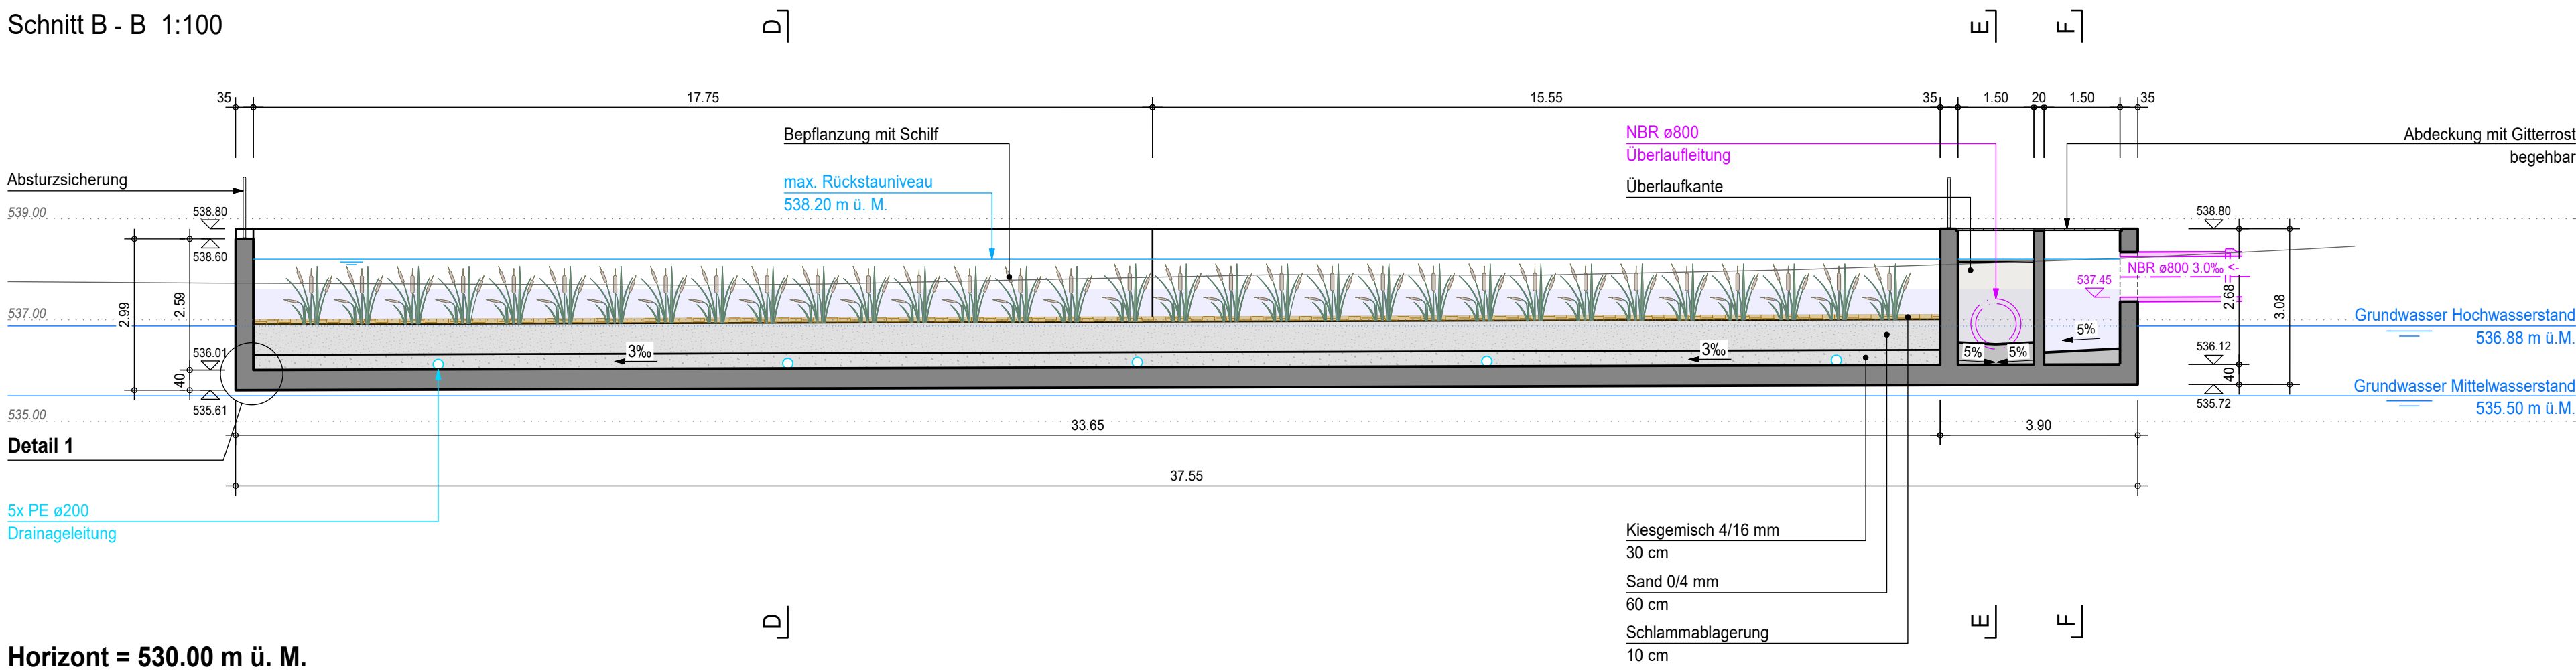 Schnitt B - B  1:100
D
E
F
35
17.75
15.55
35
1.50
20
1.50
35
Bepflanzung mit Schilf
NBR ø800
Überlaufleitung
Abdeckung mit Gitterrost
begehbar
Absturzsicherung
max. Rückstauniveau
538.20 m ü. M.
Überlaufkante
539.00
538.80
538.80
538.60
NBR ø800 3.0‰ <-
537.45
2.99
2.59
2.68
3.08
537.00
Grundwasser Hochwasserstand
536.88 m ü.M.
5%
3‰
3‰
5%
5%
536.01
536.12
40
40
535.61
535.72
Grundwasser Mittelwasserstand
535.50 m ü.M.
535.00
33.65
3.90
Detail 1
37.55
5x PE ø200
Drainageleitung
Kiesgemisch 4/16 mm
30 cm
Sand 0/4 mm
60 cm
Schlammablagerung
10 cm
D
E
F
Horizont = 530.00 m ü. M.